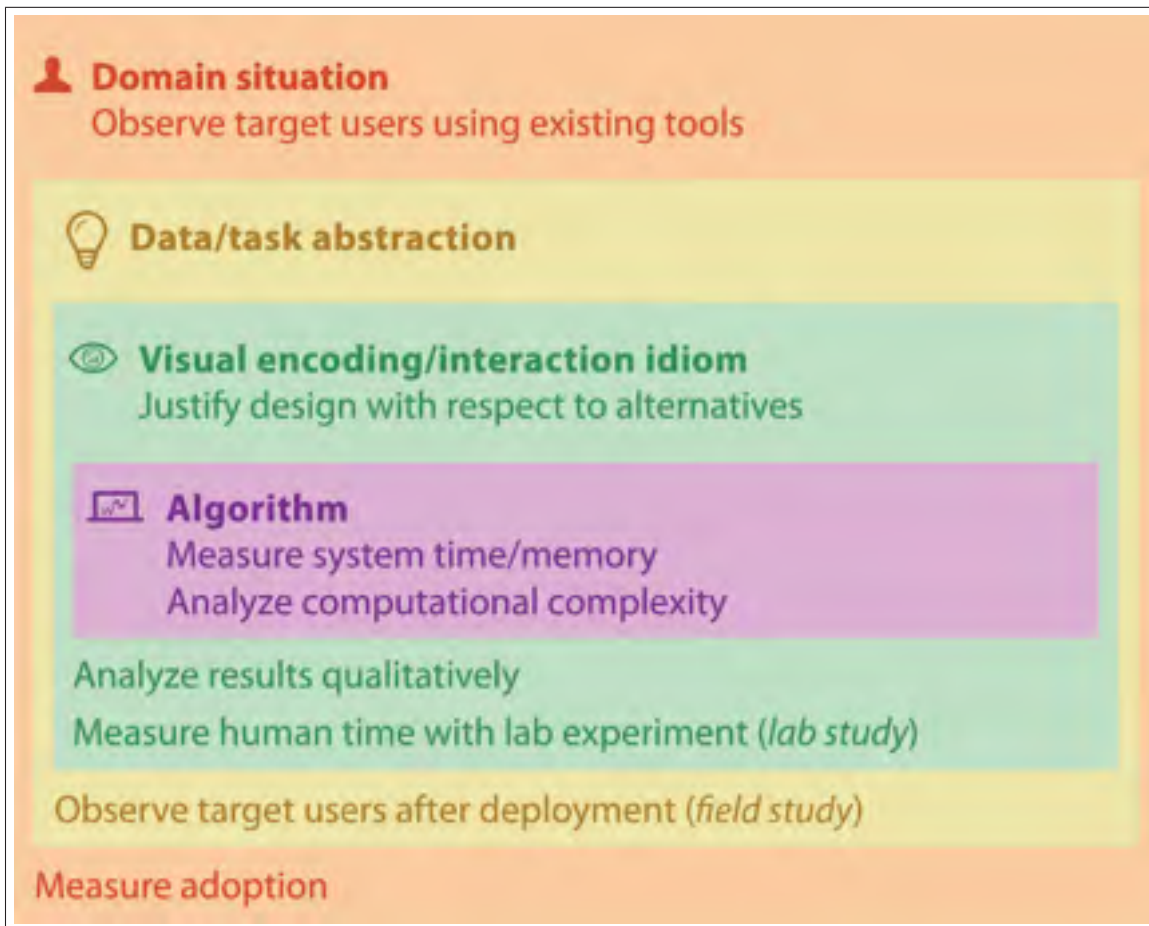 Domain situation
Observe target users using existing tools
Data/task abstraction
Visual encoding/interaction idiom
Justify design with respect to alternatives
Algorithm
Measure system time/memory
Analyze computational complexity
Analyze results qualitatively
Measure human time with lab experiment (lab study)
Observe target users after deployment (field study)
Measure adoption